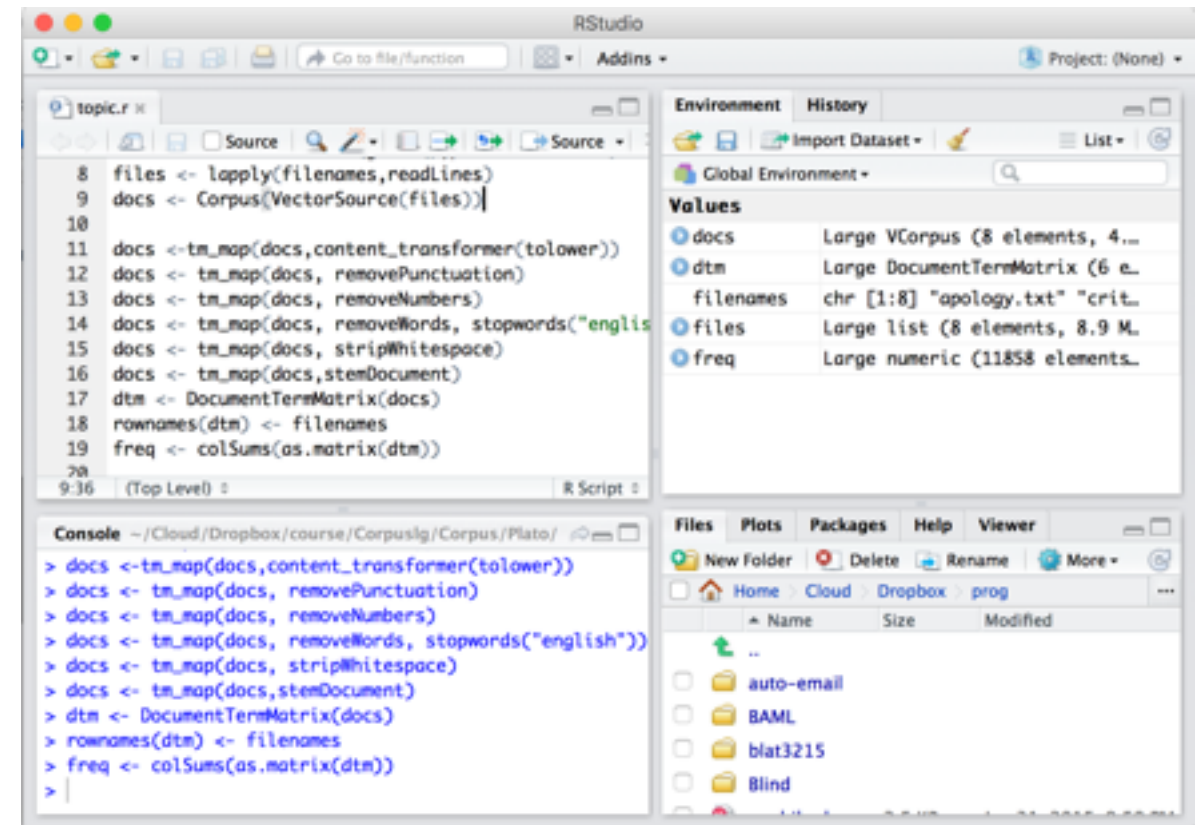 RStudio
Go to file/function
Addins
Project: (None)
topic.r
Source
Source
8 files <- lapply(filenames,readLines)
9 docs <- Corpus(VectorSource(files))
10
11 docs <-tm_map(docs,content_transformer(tolower))
12 docs <- tm_map(docs, removePunctuation)
13 docs <- tm_map(docs, removeNumbers)
14 docs <- tm_map(docs, removeWords, stopwords("englis
15 docs <- tm_map(docs, stripWhitespace)
16 docs <- tm_map(docs,stemDocument)
17 dtm <- DocumentTermMatrix(docs)
18 rownames(dtm) <- filenames
19 freq <- colSums(as.matrix(dtm))
20
9:36 (Top Level) R Script
Console ~/Cloud/Dropbox/course/Corpuslg/Corpus/Plato/
> docs <-tm_map(docs,content_transformer(tolower))
> docs <- tm_map(docs, removePunctuation)
> docs <- tm_map(docs, removeNumbers)
> docs <- tm_map(docs, removeWords, stopwords("english"))
> docs <- tm_map(docs, stripWhitespace)
> docs <- tm_map(docs,stemDocument)
> dtm <- DocumentTermMatrix(docs)
> rownames(dtm) <- filenames
> freq <- colSums(as.matrix(dtm))
>
Environment History
Import Dataset List
Global Environment
Values
docs Large VCorpus (8 elements, 4.…
dtm Large DocumentTermMatrix (6 e…
filenames chr [1:8] "apology.txt" "crit…
files Large list (8 elements, 8.9 M…
freq Large numeric (11858 elements…
Files Plots Packages Help Viewer
New Folder Delete Rename More
Home Cloud Dropbox prog ...
Name Size Modified
..
auto-email
BAML
blat3215
Blind